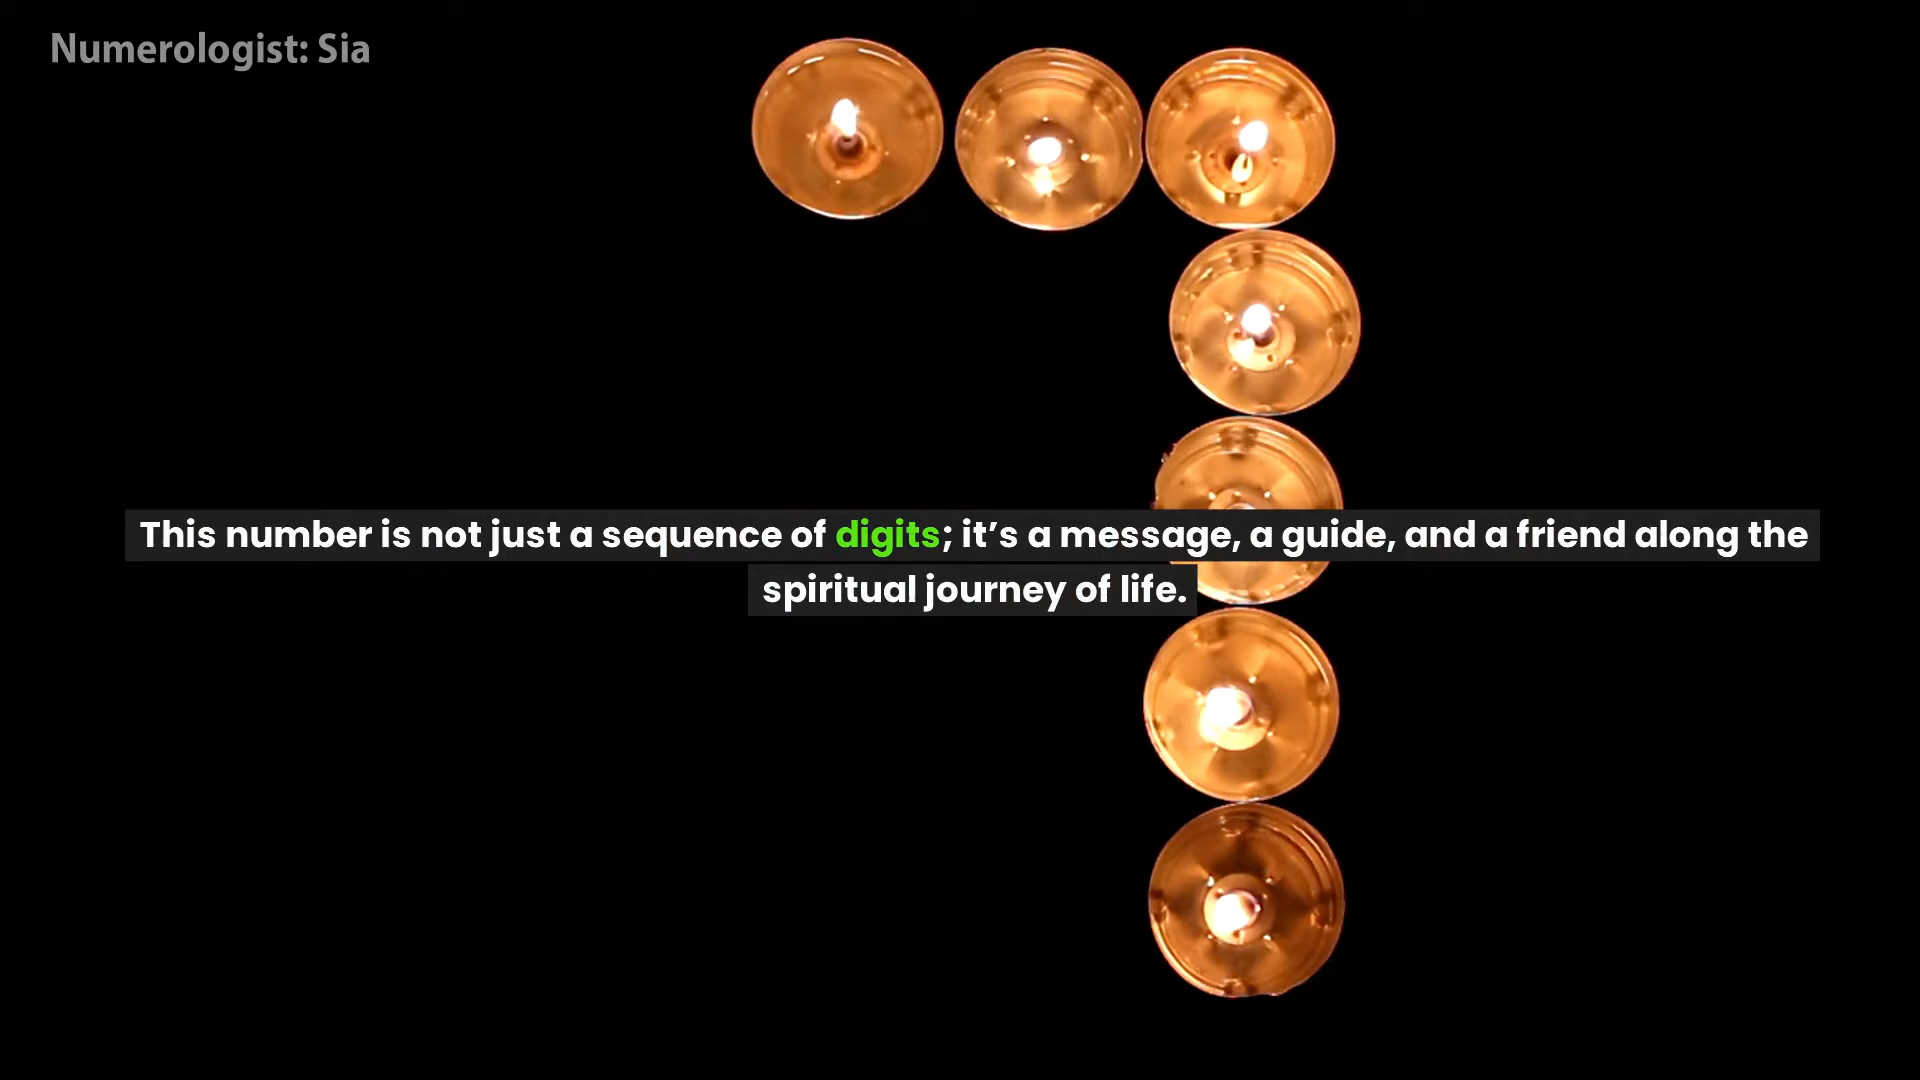 Numerologist: Sia
This number is not just a sequence of digits; it’s a message, a guide, and a friend along the
spiritual journey of life.